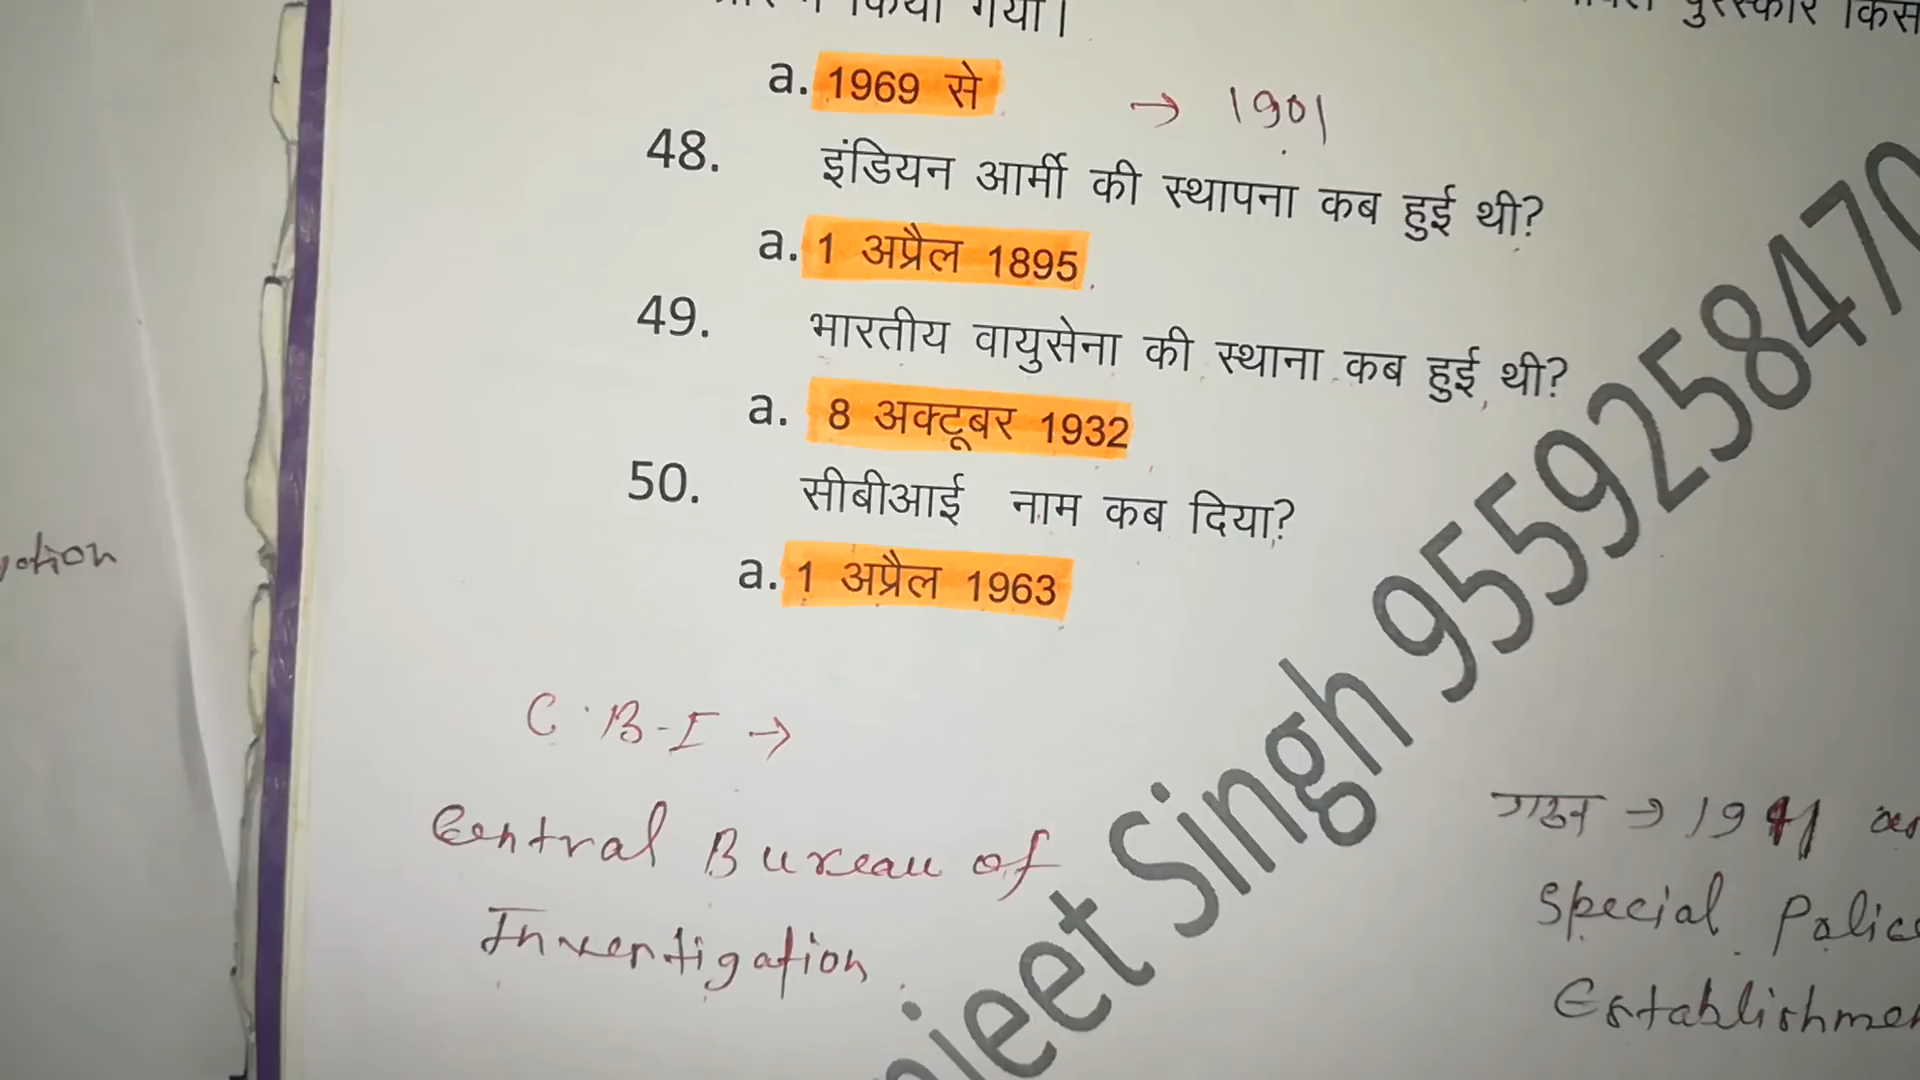 किया गया।
पुरस्कार किस
a. 1969 से
→ 1901
48. इंडियन आर्मी की स्थापना कब हुई थी?
a. 1 अप्रैल 1895
49. भारतीय वायुसेना की स्थाना कब हुई थी?
a. 8 अक्टूबर 1932
50. सीबीआई नाम कब दिया?
a. 1 अप्रैल 1963
C.B-I →
Central Bureau of
Investigation
गठन → 1941
Special Police
Establishmen
njeet Singh 9559258470